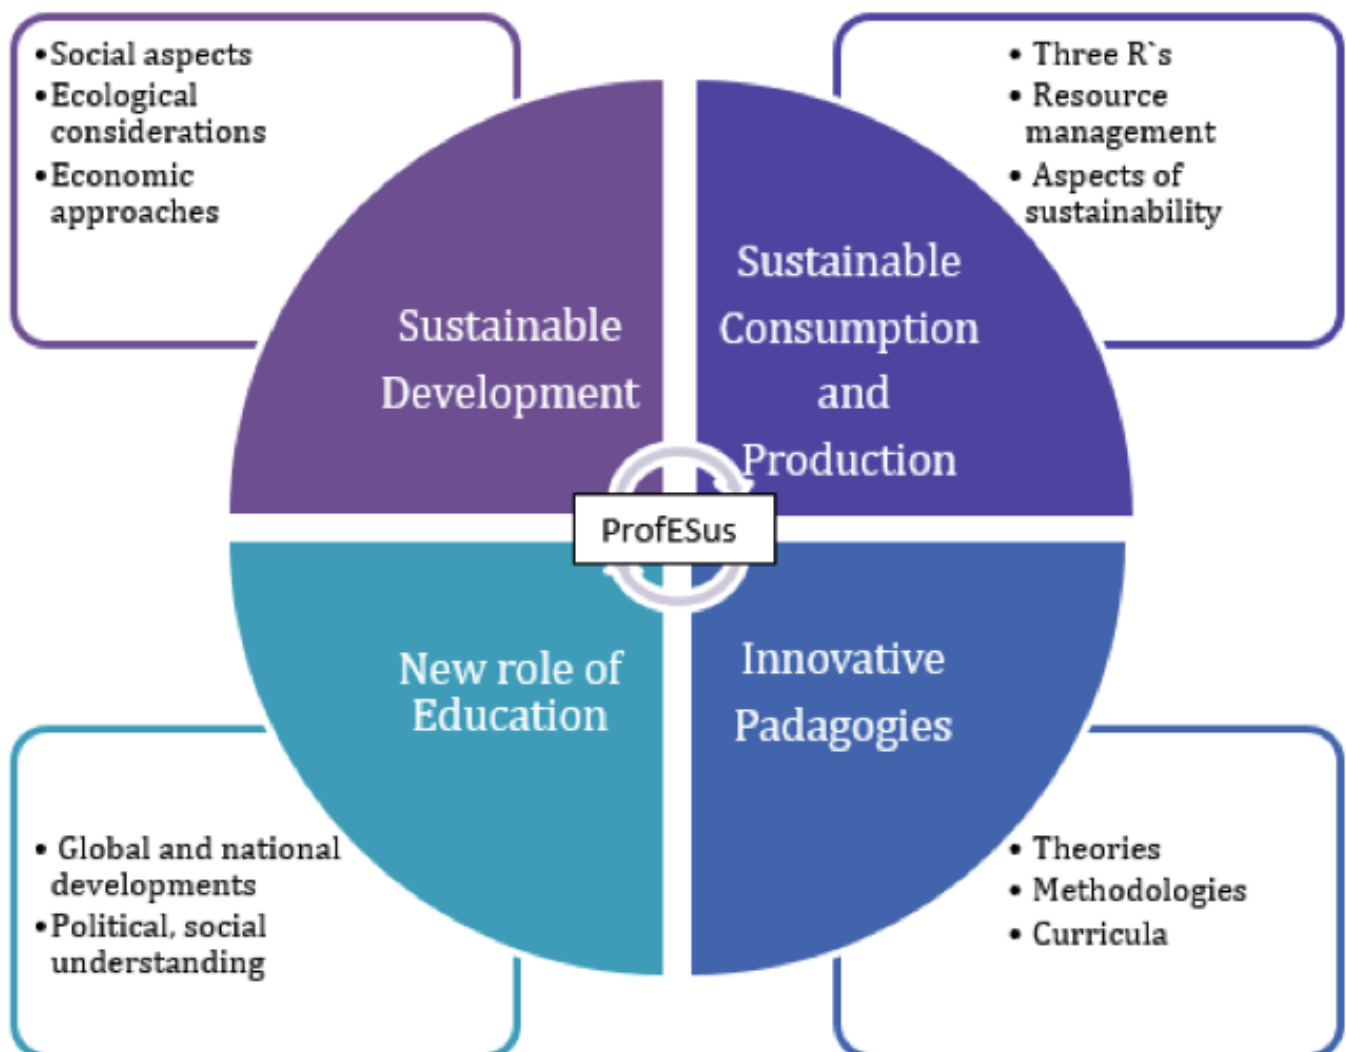 •Social aspects
•Ecological
considerations
•Economic
approaches
• Three R`s
• Resource
management
• Aspects of
sustainability
Sustainable
Development
Sustainable
Consumption
and
Production
ProfESus
New role of
Education
Innovative
Padagogies
• Global and national
developments
•Political, social
understanding
• Theories
• Methodologies
• Curricula